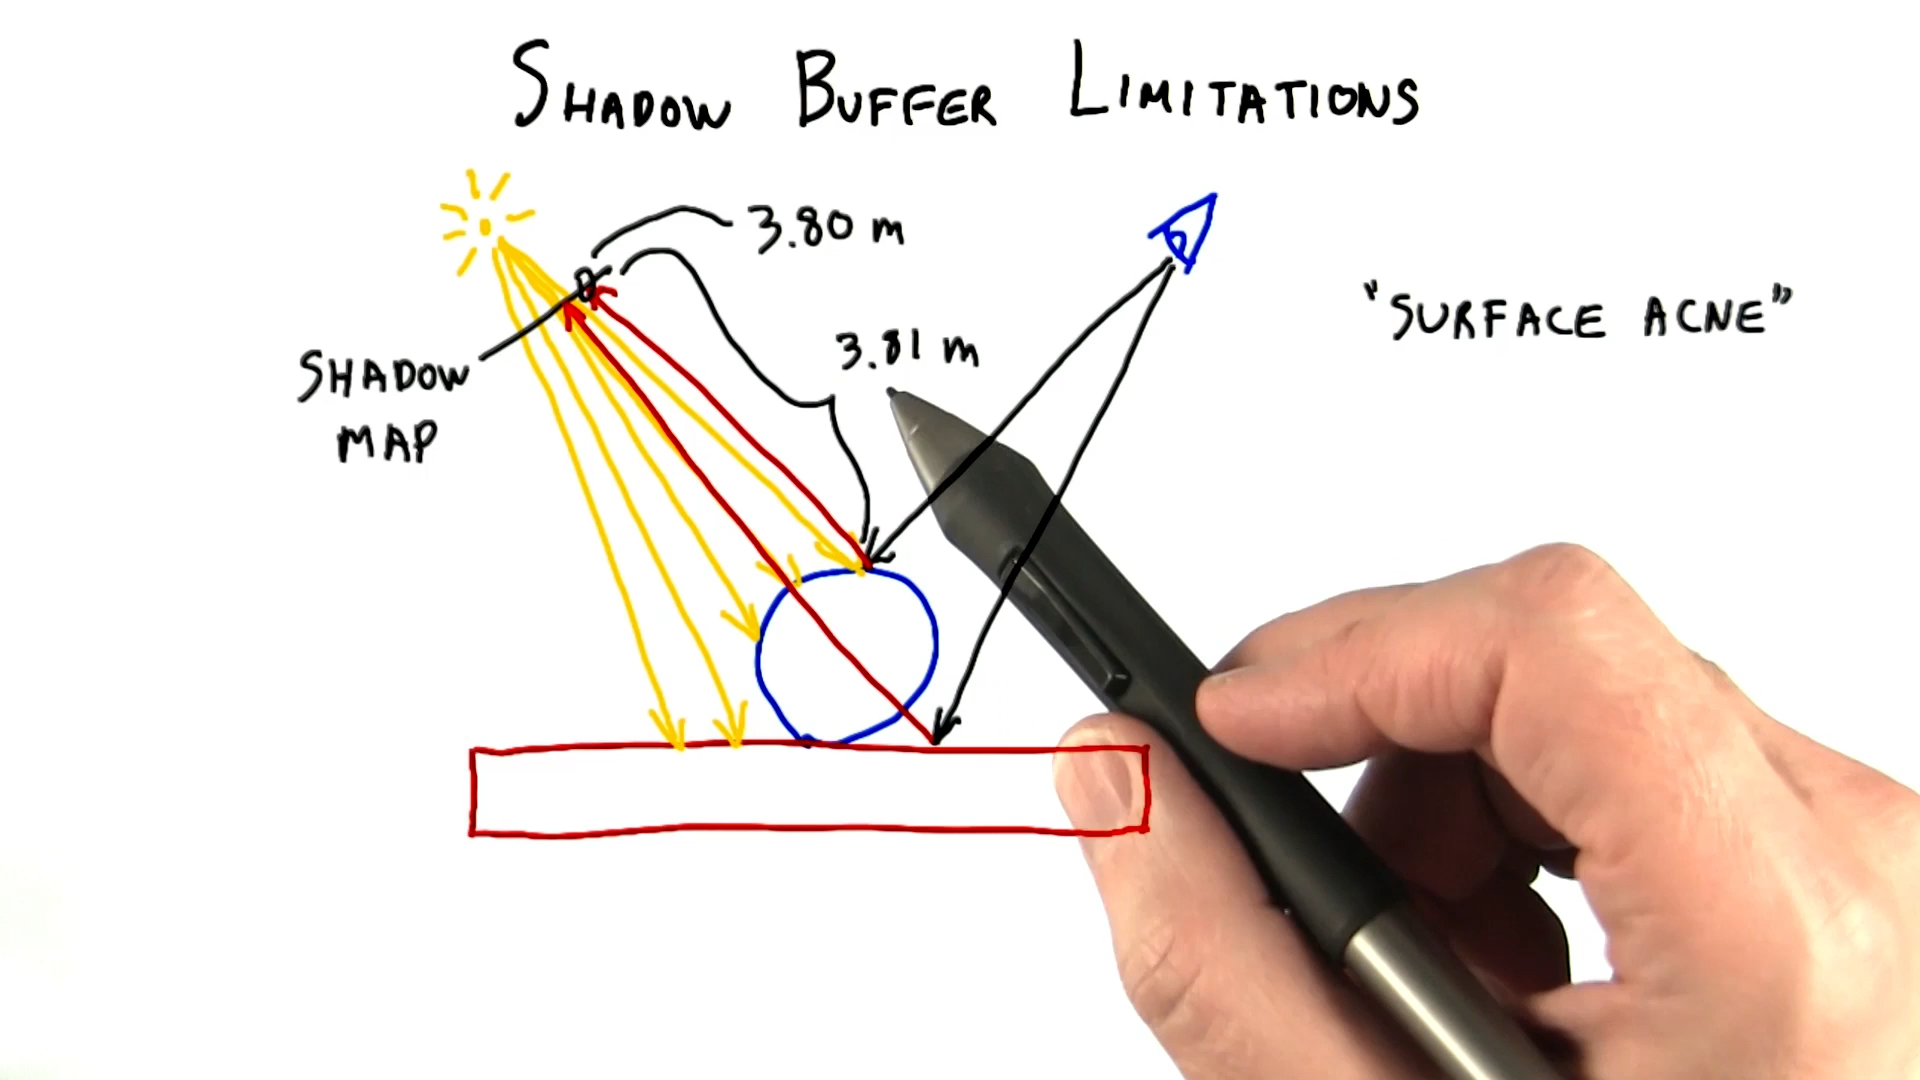 SHADOW BUFFER LIMITATIONS
3.80 m
"SURFACE ACNE"
3.81 m
SHADOW
MAP